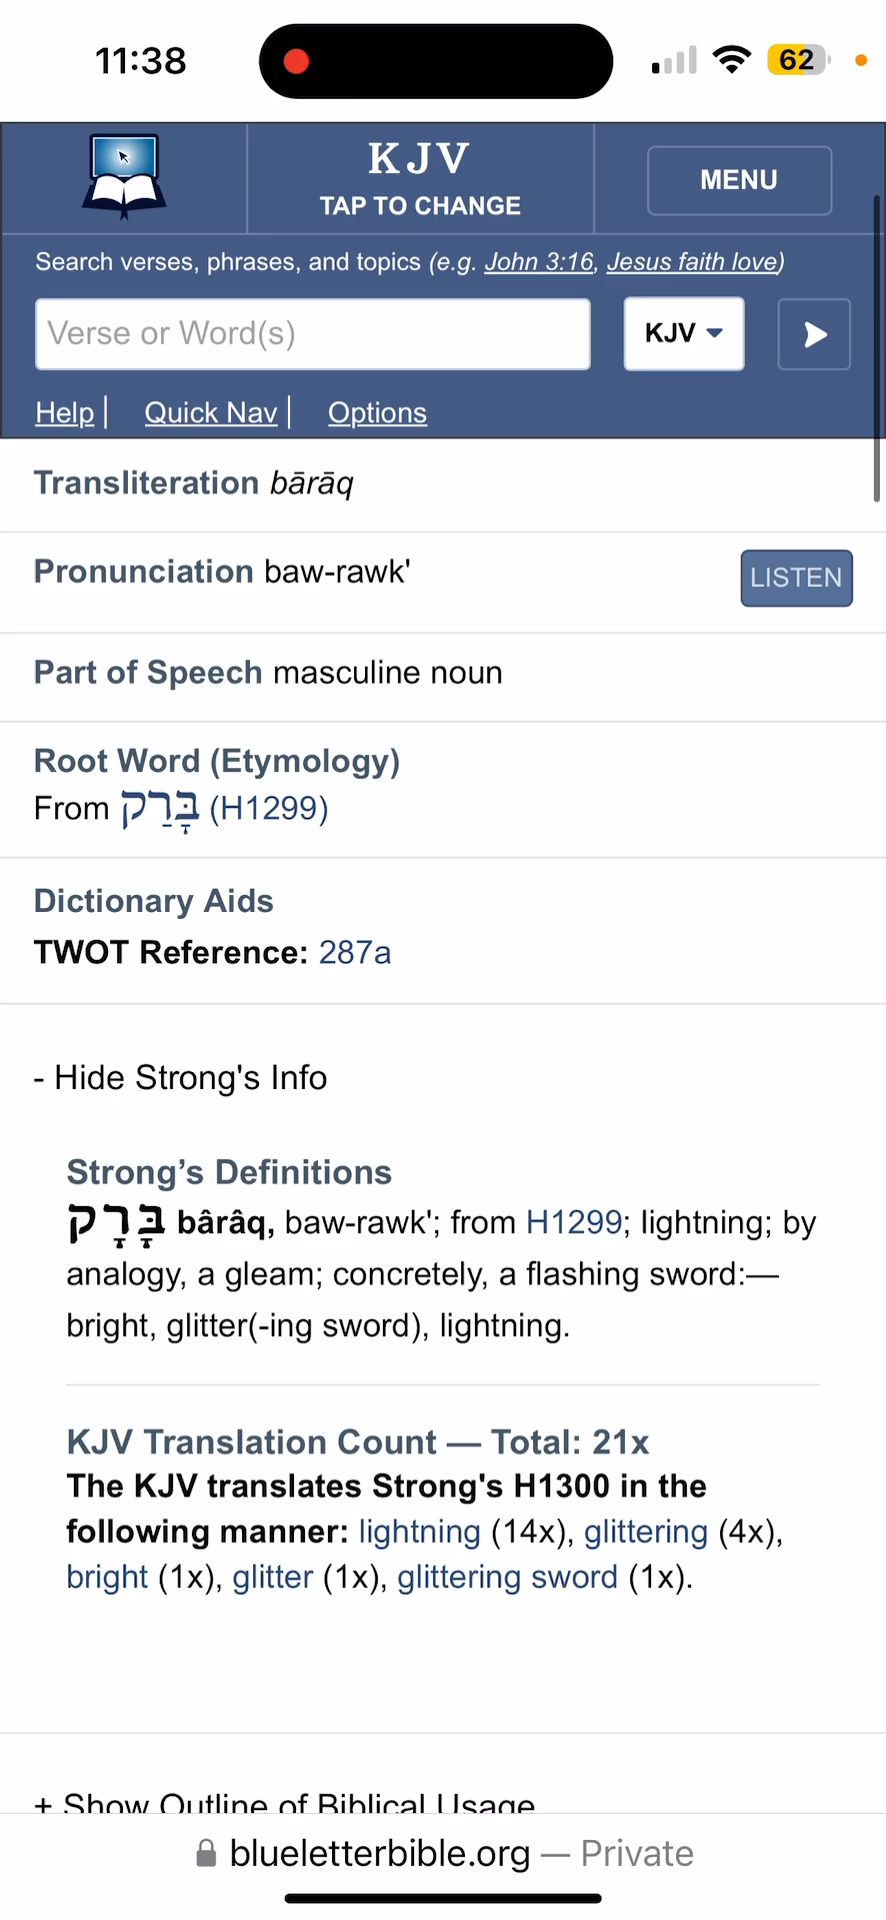 11:38
62
KJV
TAP TO CHANGE
MENU
Search verses, phrases, and topics (e.g. John 3:16, Jesus faith love)
Verse or Word(s)
KJV
Help | Quick Nav | Options
Transliteration bārāq
Pronunciation baw-rawk'
LISTEN
Part of Speech masculine noun
Root Word (Etymology)
From בָּרַק (H1299)
Dictionary Aids
TWOT Reference: 287a
- Hide Strong's Info
Strong’s Definitions
בָּרָק bârâq, baw-rawk'; from H1299; lightning; by
analogy, a gleam; concretely, a flashing sword:—
bright, glitter(-ing sword), lightning.
KJV Translation Count — Total: 21x
The KJV translates Strong's H1300 in the
following manner: lightning (14x), glittering (4x),
bright (1x), glitter (1x), glittering sword (1x).
+ Show Outline of Biblical Usage
blueletterbible.org — Private